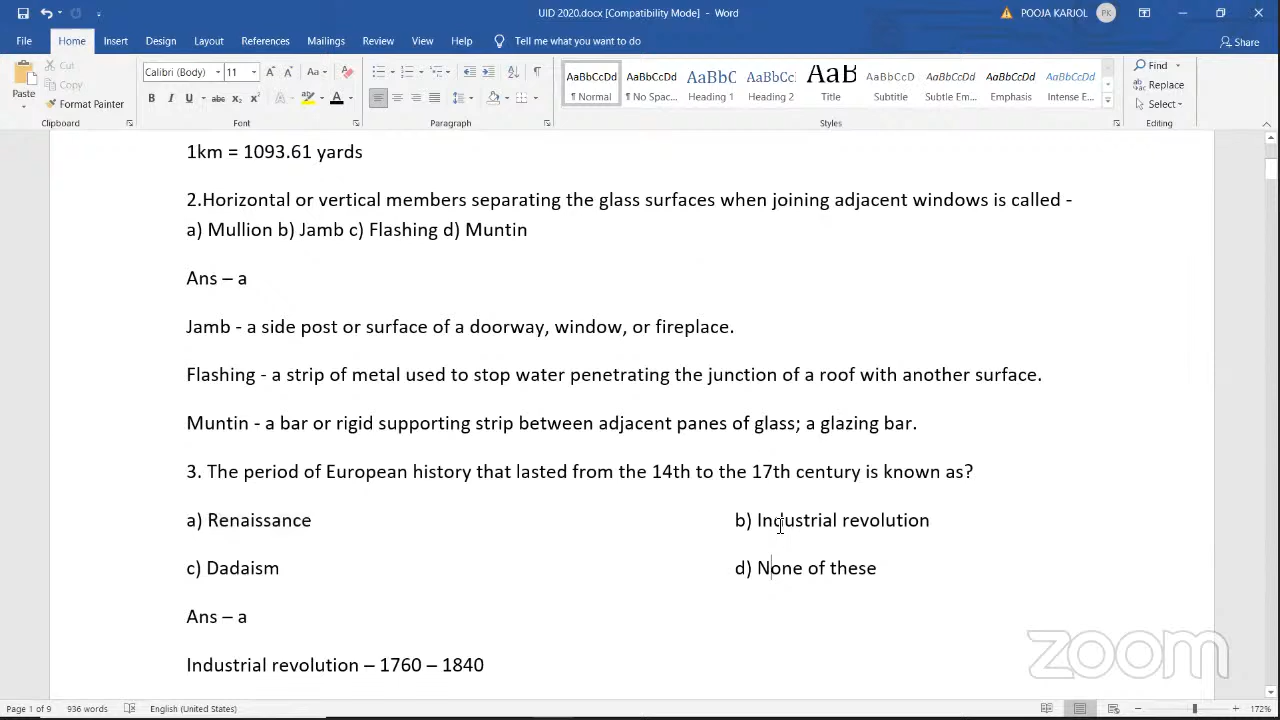 UID 2020.docx [Compatibility Mode] - Word
POOJA KARJOL PK
File Home Insert Design Layout References Mailings Review View Help Tell me what you want to do Share
Paste Cut Copy Format Painter
Calibri (Body) 11
AaBbCcDd AaBbCcDd AaBbC AaBbCc AaB AaBbCcDd AaBbCcDd AaBbCcDd AaBbCcDd
¶ Normal ¶ No Spac... Heading 1 Heading 2 Title Subtitle Subtle Em... Emphasis Intense E...
Find Replace Select
Clipboard Font Paragraph Styles Editing
1km = 1093.61 yards
2.Horizontal or vertical members separating the glass surfaces when joining adjacent windows is called -
a) Mullion b) Jamb c) Flashing d) Muntin
Ans – a
Jamb - a side post or surface of a doorway, window, or fireplace.
Flashing - a strip of metal used to stop water penetrating the junction of a roof with another surface.
Muntin - a bar or rigid supporting strip between adjacent panes of glass; a glazing bar.
3. The period of European history that lasted from the 14th to the 17th century is known as?
a) Renaissance b) Industrial revolution
c) Dadaism d) None of these
Ans – a
Industrial revolution – 1760 – 1840
zoom
Page 1 of 9 936 words English (United States) 172%